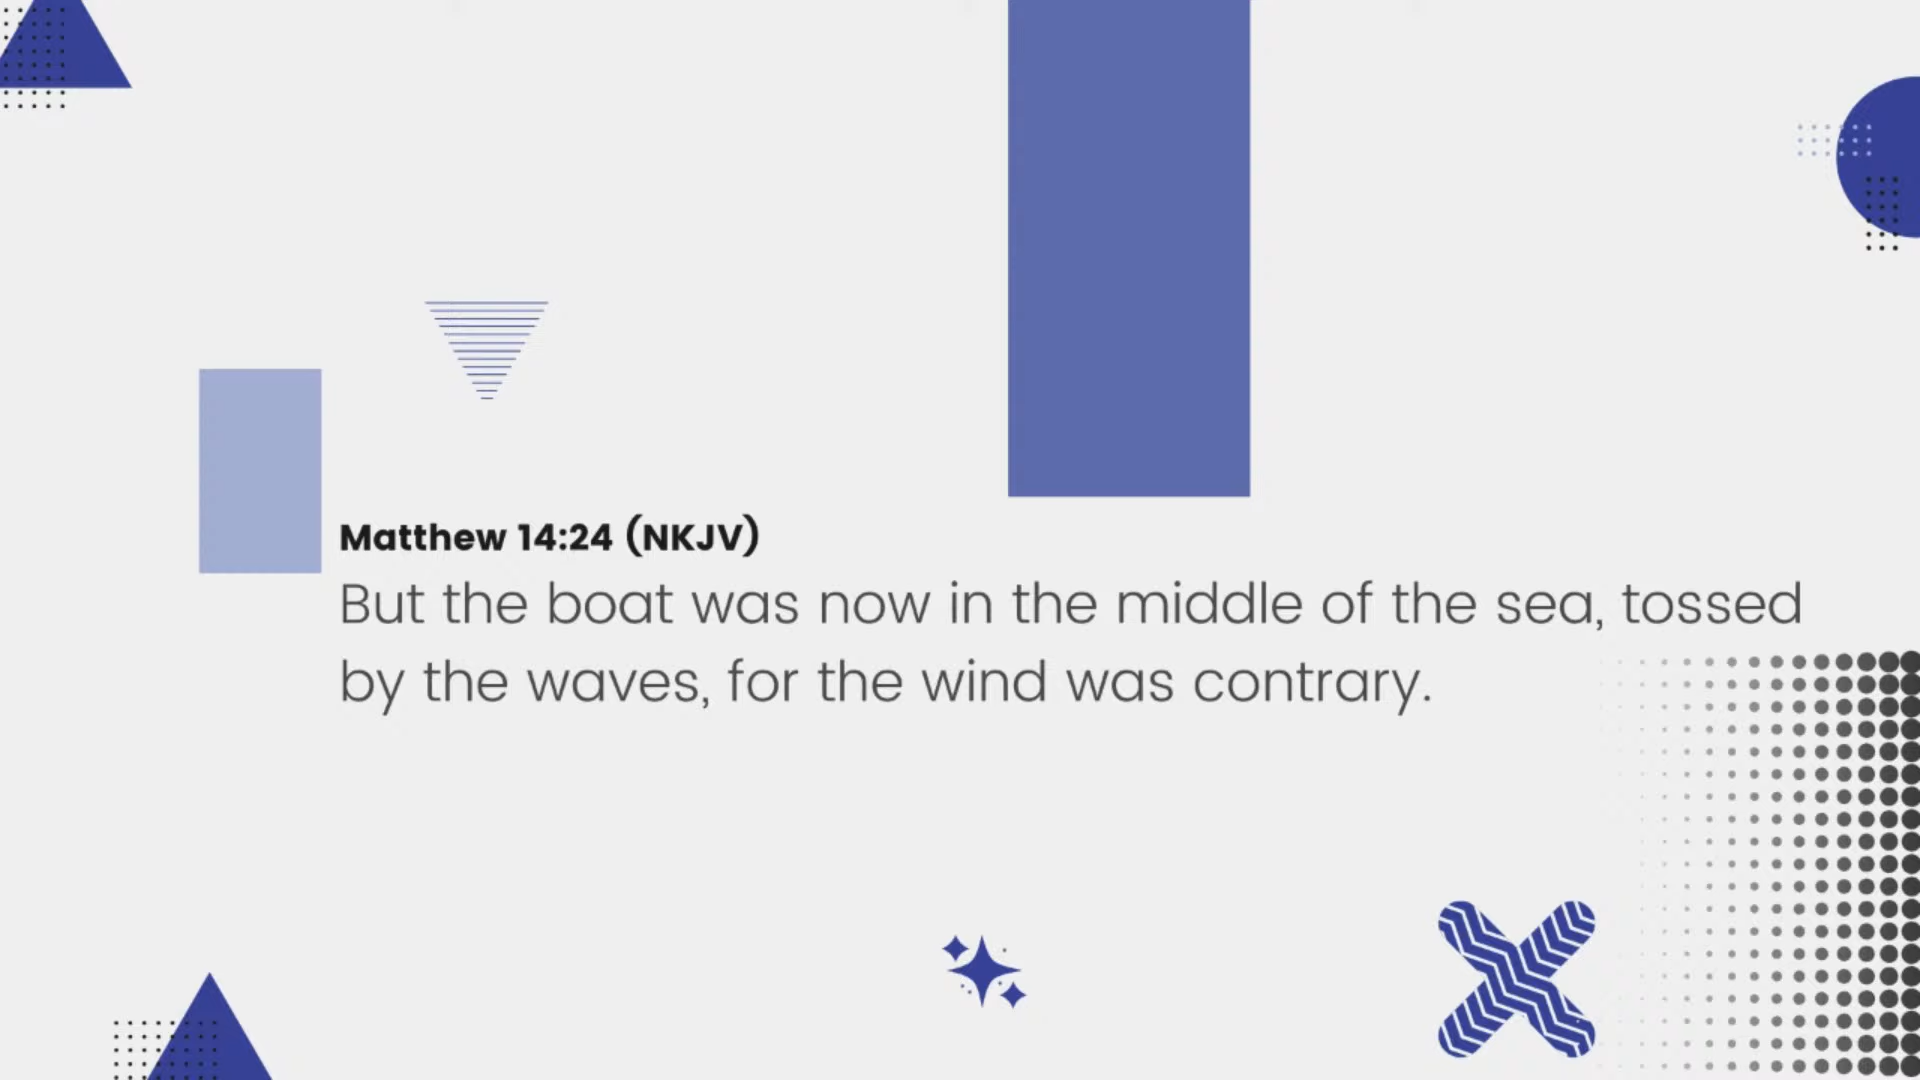 Matthew 14:24 (NKJV)
But the boat was now in the middle of the sea, tossed
by the waves, for the wind was contrary.